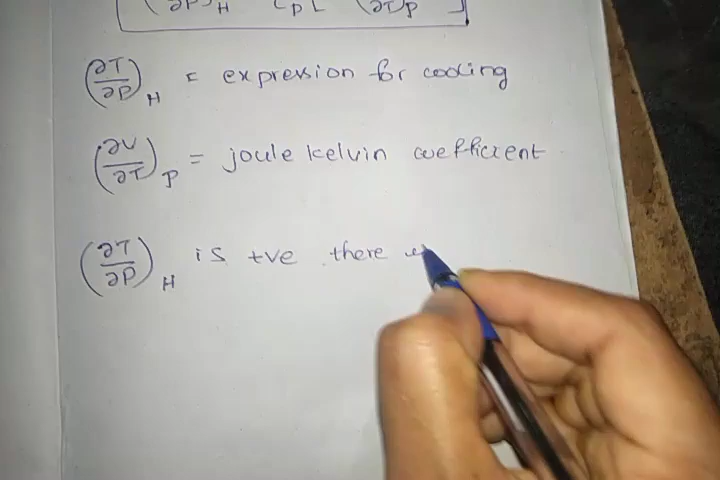 (∂T/∂P)H = expression for cooling
(∂V/∂T)P = joule kelvin coefficient
(∂T/∂P)H is +ve there